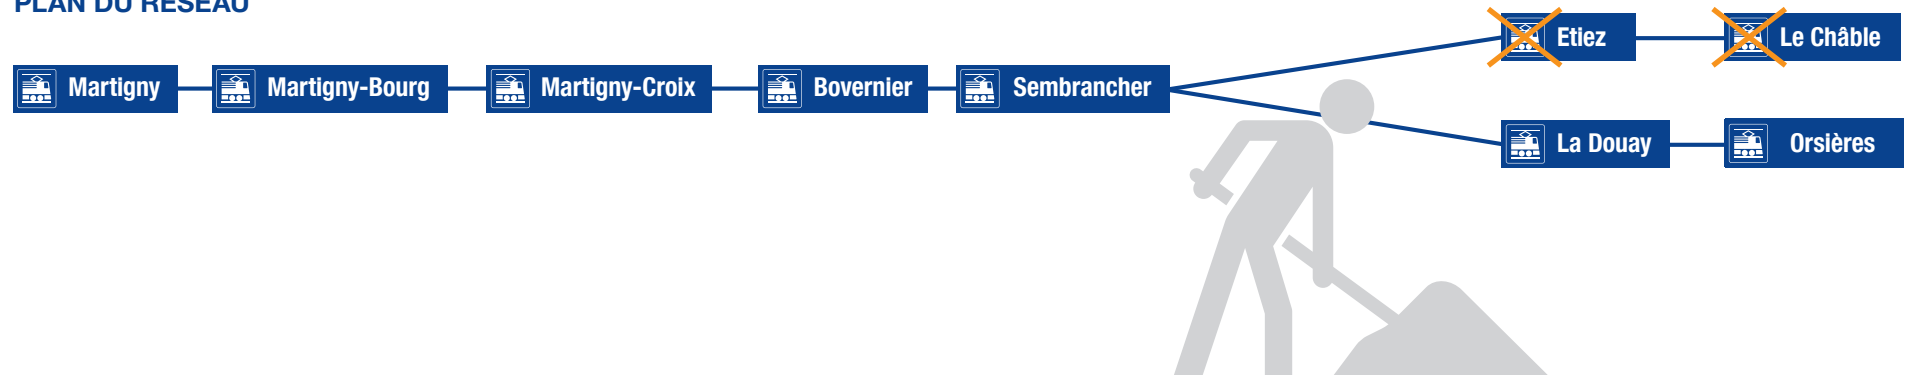 PLAN DU RÉSEAU
Etiez
Le Châble
Martigny
Martigny-Bourg
Martigny-Croix
Bovernier
Sembrancher
La Douay
Orsières